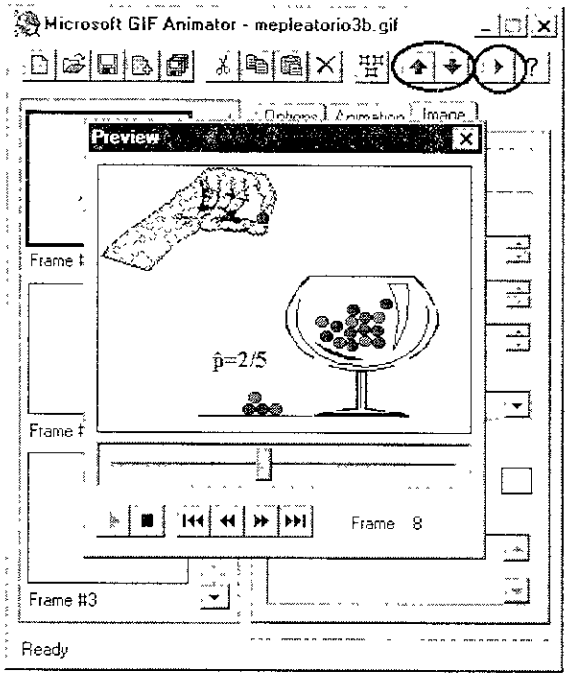 Microsoft GIF Animator - mepleatorio3b.gif
?
Options Animation Image
Preview
Frame #
p̂=2/5
Frame #
Frame 8
Frame #3
Ready